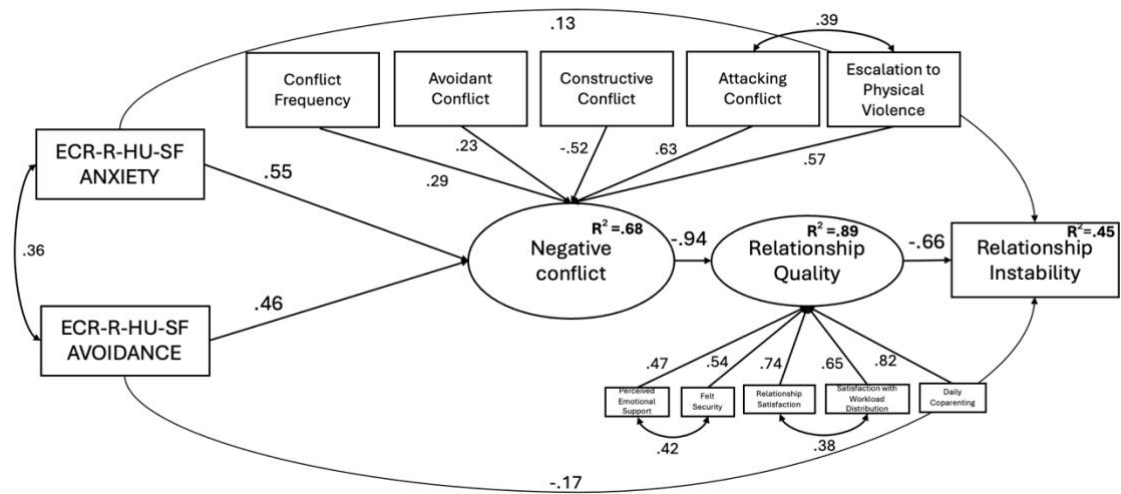 .13
.39
Conflict
Frequency
Avoidant
Conflict
Constructive
Conflict
Attacking
Conflict
Escalation to
Physical
Violence
ECR-R-HU-SF
ANXIETY
.55
.29
.23
-.52
.63
.57
.36
R²=.68
Negative
conflict
-.94
R²=.89
Relationship
Quality
-.66
R²=.45
Relationship
Instability
.46
ECR-R-HU-SF
AVOIDANCE
.47
.54
.74
.65
.82
Perceived
Emotional
Support
Felt
Security
Relationship
Satisfaction
Satisfaction with
Workload
Distribution
Daily
Coparenting
.42
.38
-.17